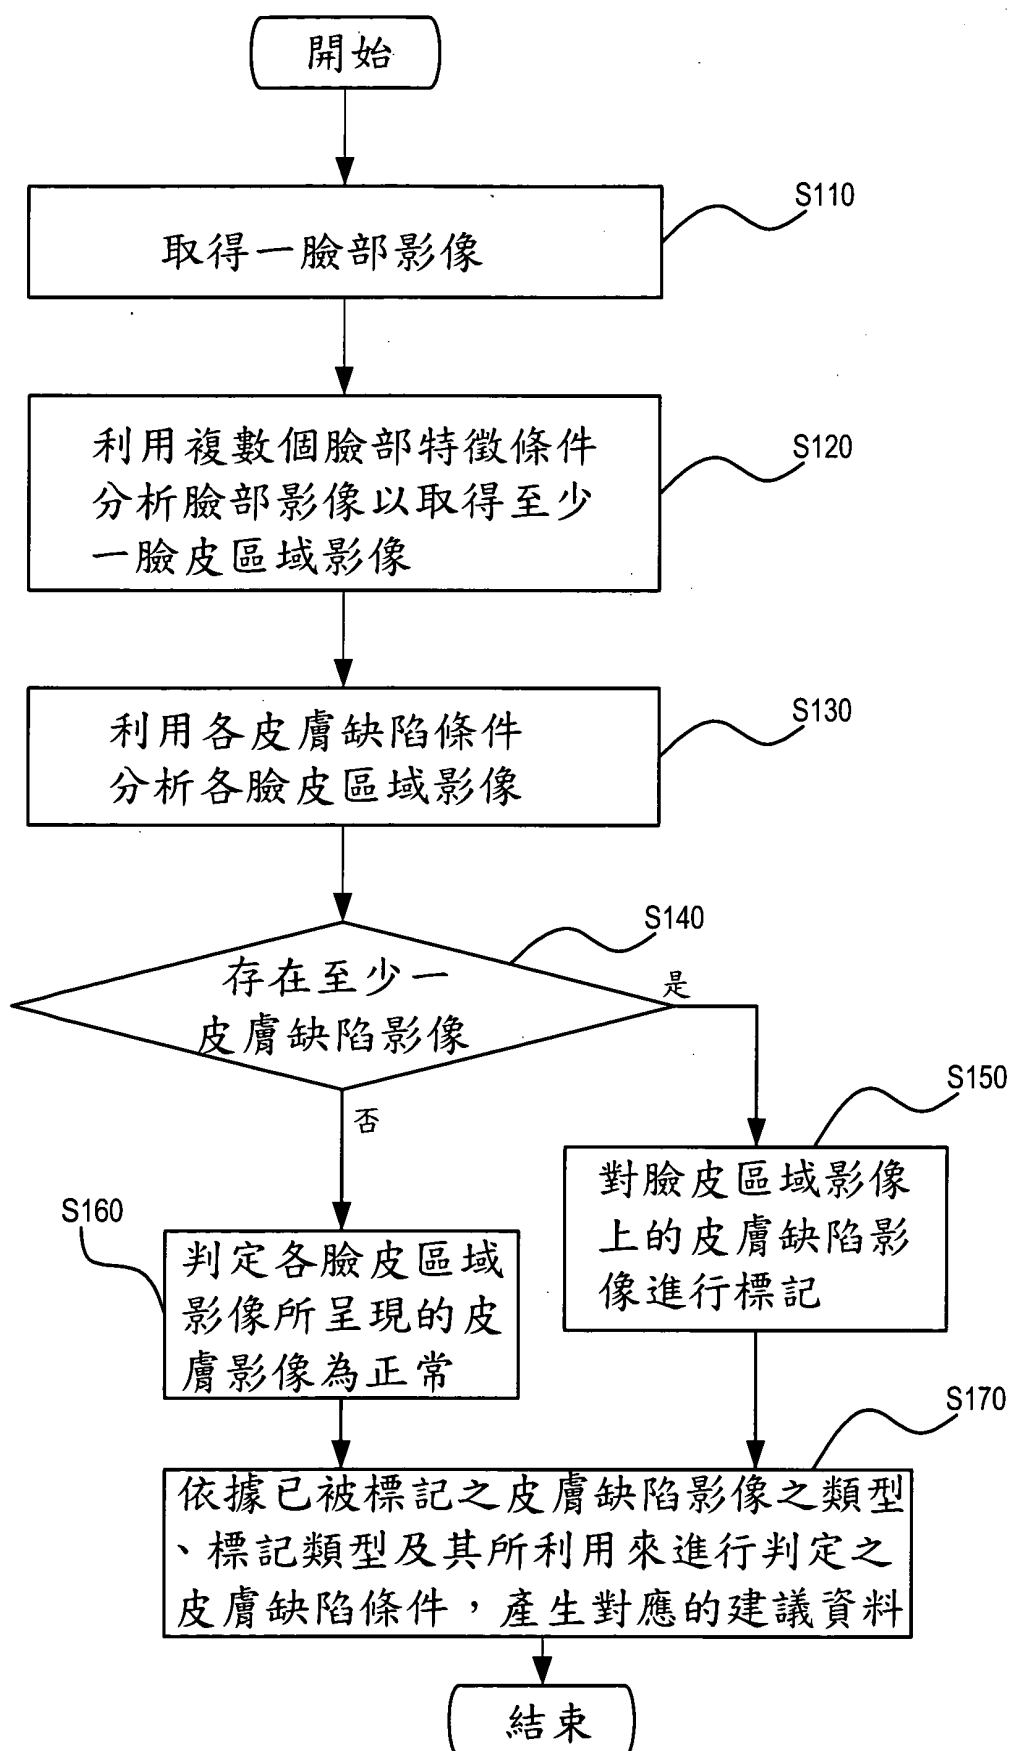 開始
S110
取得一臉部影像
S120
利用複數個臉部特徵條件
分析臉部影像以取得至少
一臉皮區域影像
S130
利用各皮膚缺陷條件
分析各臉皮區域影像
S140
存在至少一
皮膚缺陷影像
是
否
S150
對臉皮區域影像
上的皮膚缺陷影
像進行標記
S160
判定各臉皮區域
影像所呈現的皮
膚影像為正常
S170
依據已被標記之皮膚缺陷影像之類型
、標記類型及其所利用來進行判定之
皮膚缺陷條件，產生對應的建議資料
結束